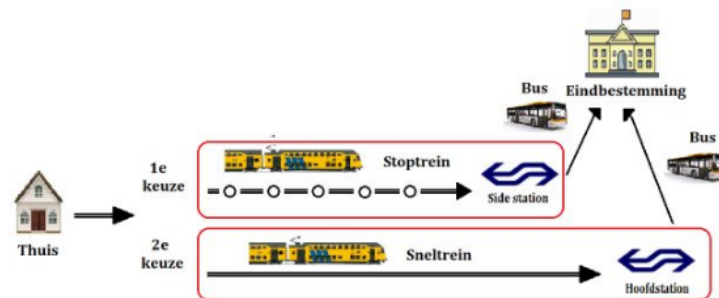 Bus
Eindbestemming
Bus
1e
keuze
Stoptrein
Side station
Thuis
2e
keuze
Sneltrein
Hoofdstation